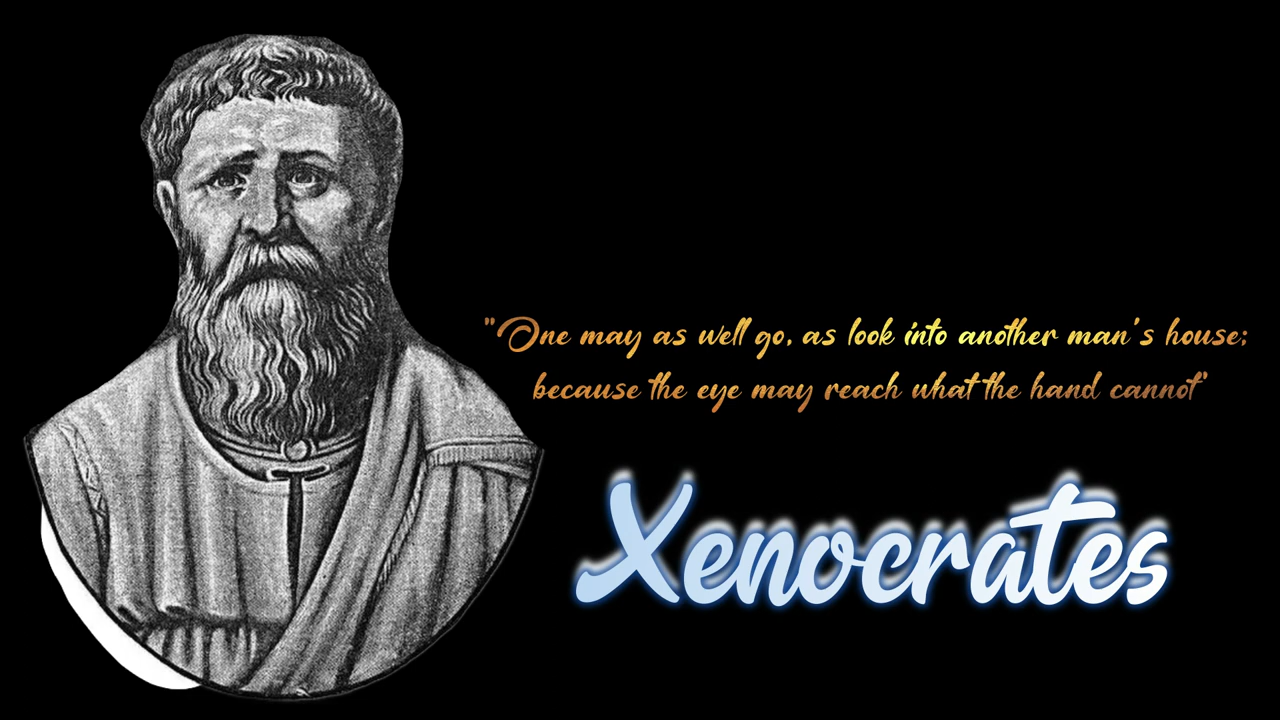 "One may as well go, as look into another man's house;
because the eye may reach what the hand cannot"
Xenocrates